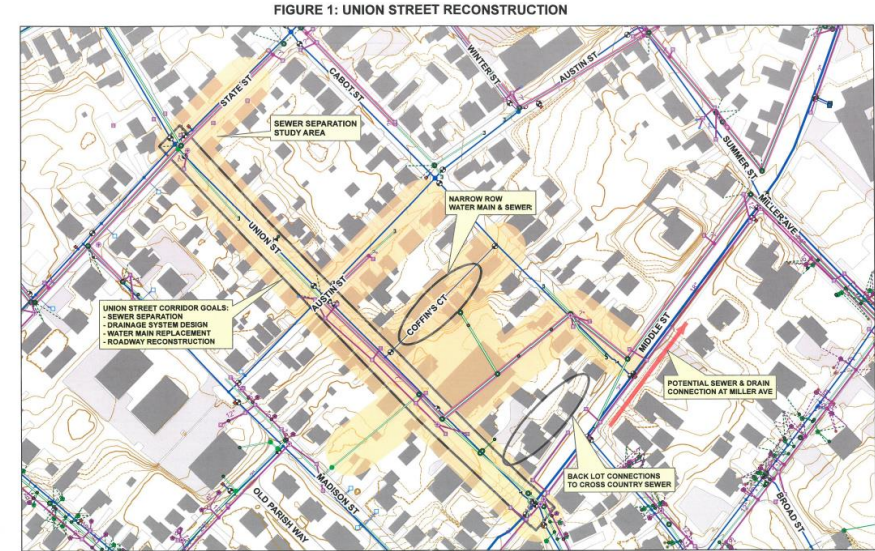 FIGURE 1: UNION STREET RECONSTRUCTION
STATE ST
CABOT ST
WINTER ST
AUSTIN ST
SEWER SEPARATION
STUDY AREA
SUMMER ST
MILLER AVE
NARROW ROW
WATER MAIN & SEWER
UNION ST
AUSTIN ST
COFFIN'S CT
UNION STREET CORRIDOR GOALS:
- SEWER SEPARATION
- DRAINAGE SYSTEM DESIGN
- WATER MAIN REPLACEMENT
- ROADWAY RECONSTRUCTION
MIDDLE ST
POTENTIAL SEWER & DRAIN
CONNECTION AT MILLER AVE
BACK LOT CONNECTIONS
TO CROSS COUNTRY SEWER
MADISON ST
OLD PARISH WAY
BROAD ST